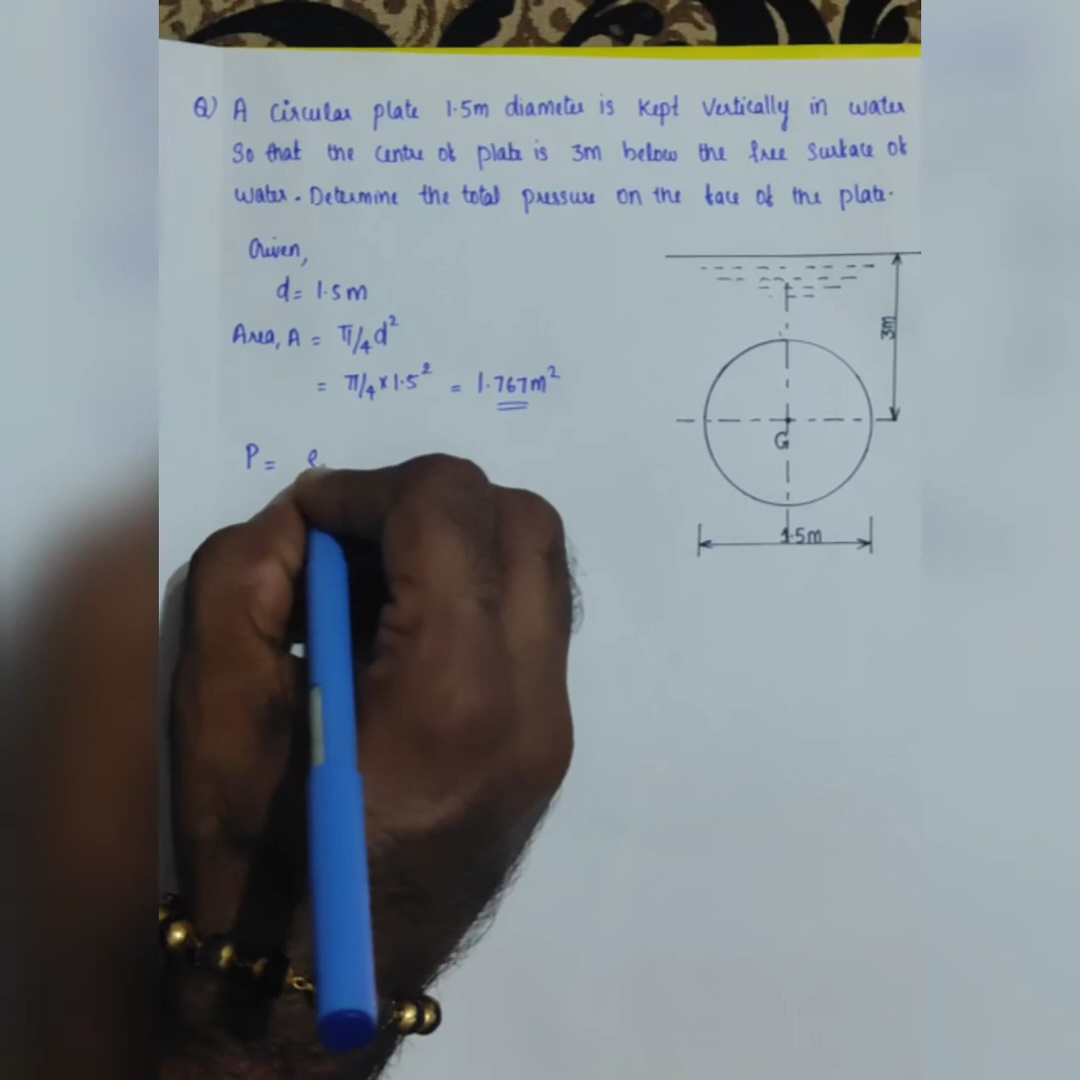 Q) A circular plate 1.5m diameter is kept vertically in water
So that the centre of plate is 3m below the free surface of
water. Determine the total pressure on the face of the plate.
Given,
d = 1.5m
Area, A = π/4 d²
= π/4 × 1.5² = 1.767m²
P = ρ
3m
G
1.5m